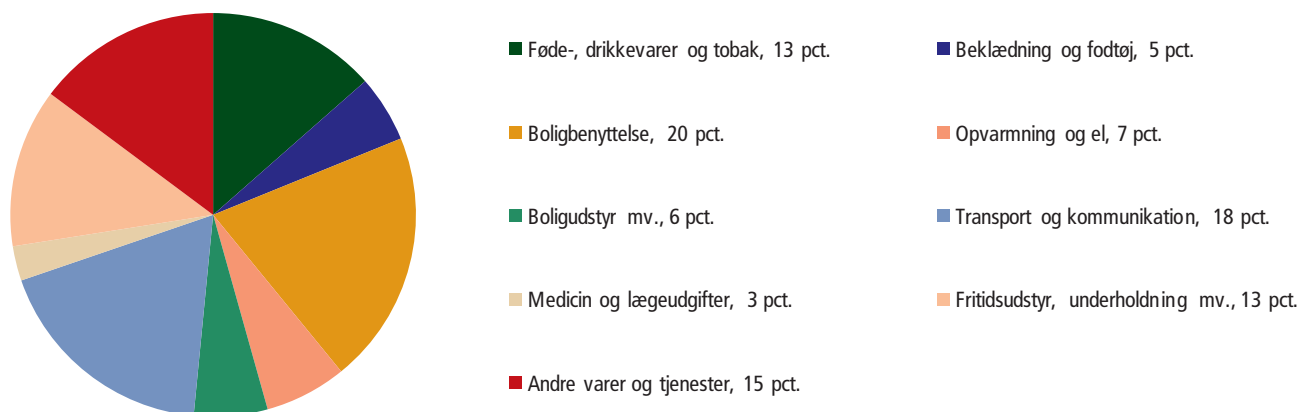 Føde-, drikkevarer og tobak, 13 pct.
Beklædning og fodtøj, 5 pct.
Boligbenyttelse, 20 pct.
Opvarmning og el, 7 pct.
Boligudstyr mv., 6 pct.
Transport og kommunikation, 18 pct.
Medicin og lægeudgifter, 3 pct.
Fritidsudstyr, underholdning mv., 13 pct.
Andre varer og tjenester, 15 pct.